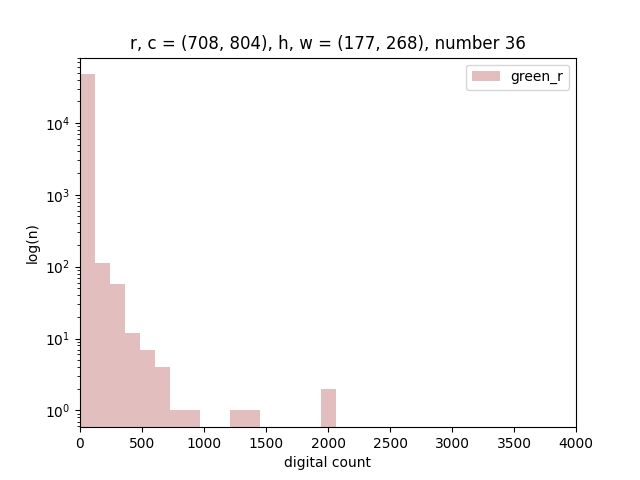 r, c = (708, 804), h, w = (177, 268), number 36
green_r
log(n)
10⁴
10³
10²
10¹
10⁰
0 500 1000 1500 2000 2500 3000 3500 4000
digital count